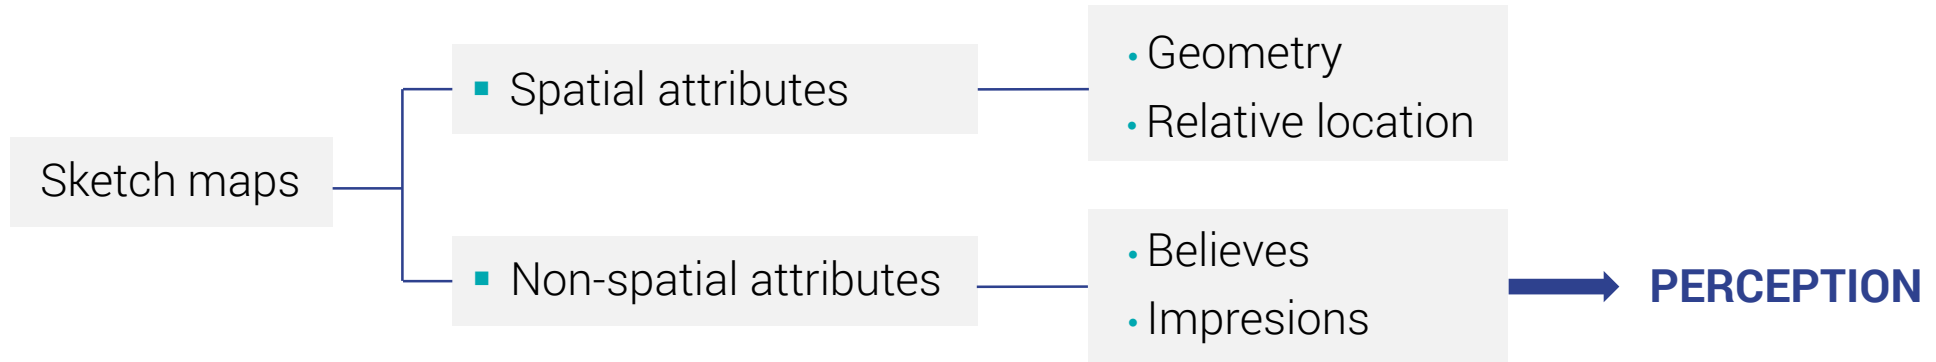 Sketch maps
Spatial attributes
Geometry
Relative location
Non-spatial attributes
Believes
Impresions
PERCEPTION